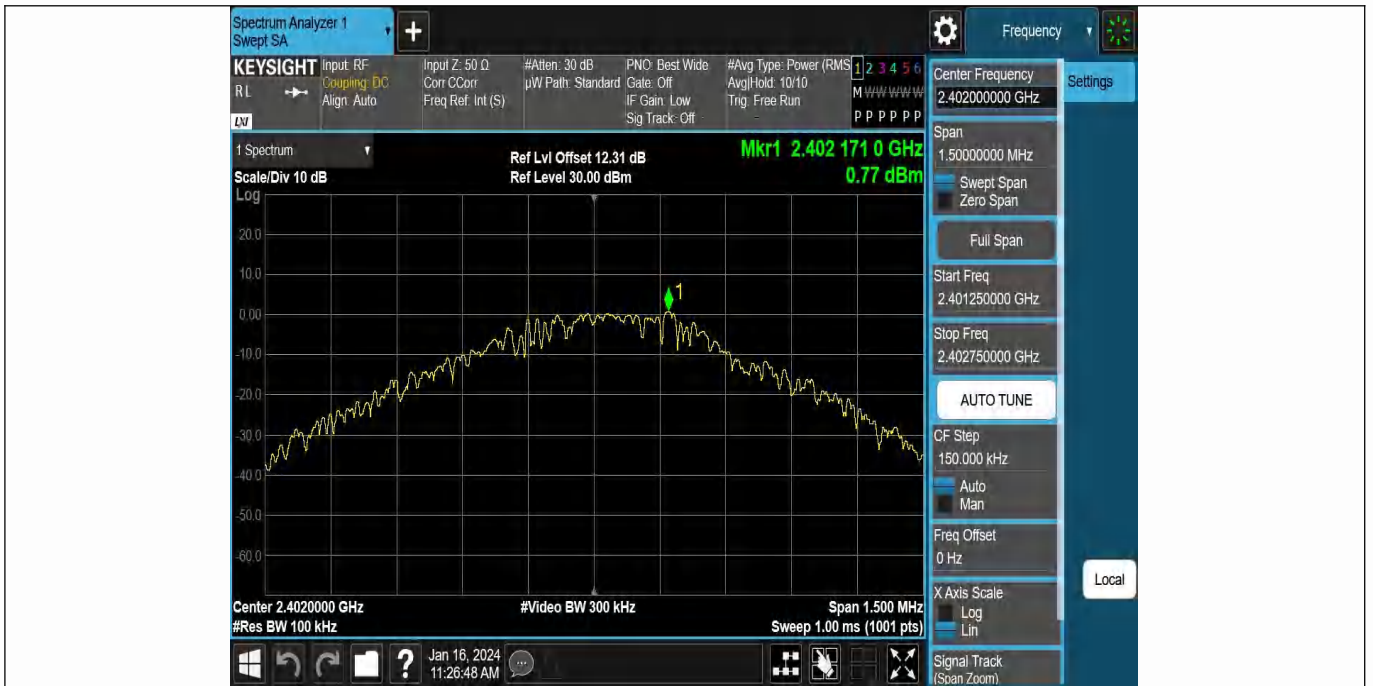 Spectrum Analyzer 1
Swept SA
+
Frequency
KEYSIGHT
RL
LXI
Input: RF
Coupling: DC
Align: Auto
Input Z: 50 Ω
Corr CCorr
Freq Ref: Int (S)
#Atten: 30 dB
µW Path: Standard
PNO: Best Wide
Gate: Off
IF Gain: Low
Sig Track: Off
#Avg Type: Power (RMS
Avg|Hold: 10/10
Trig: Free Run
1 2 3 4 5 6
M W W W W W
P P P P P P
Center Frequency
2.402000000 GHz
Settings
1 Spectrum
Scale/Div 10 dB
Log
Ref Lvl Offset 12.31 dB
Ref Level 30.00 dBm
Mkr1 2.402 171 0 GHz
0.77 dBm
Span
1.50000000 MHz
Swept Span
Zero Span
Full Span
Start Freq
2.401250000 GHz
Stop Freq
2.402750000 GHz
AUTO TUNE
CF Step
150.000 kHz
Auto
Man
Freq Offset
0 Hz
X Axis Scale
Log
Lin
Signal Track
(Span Zoom)
Local
20.0
10.0
1
0.00
-10.0
-20.0
-30.0
-40.0
-50.0
-60.0
Center 2.4020000 GHz
#Res BW 100 kHz
#Video BW 300 kHz
Span 1.500 MHz
Sweep 1.00 ms (1001 pts)
?
Jan 16, 2024
11:26:48 AM